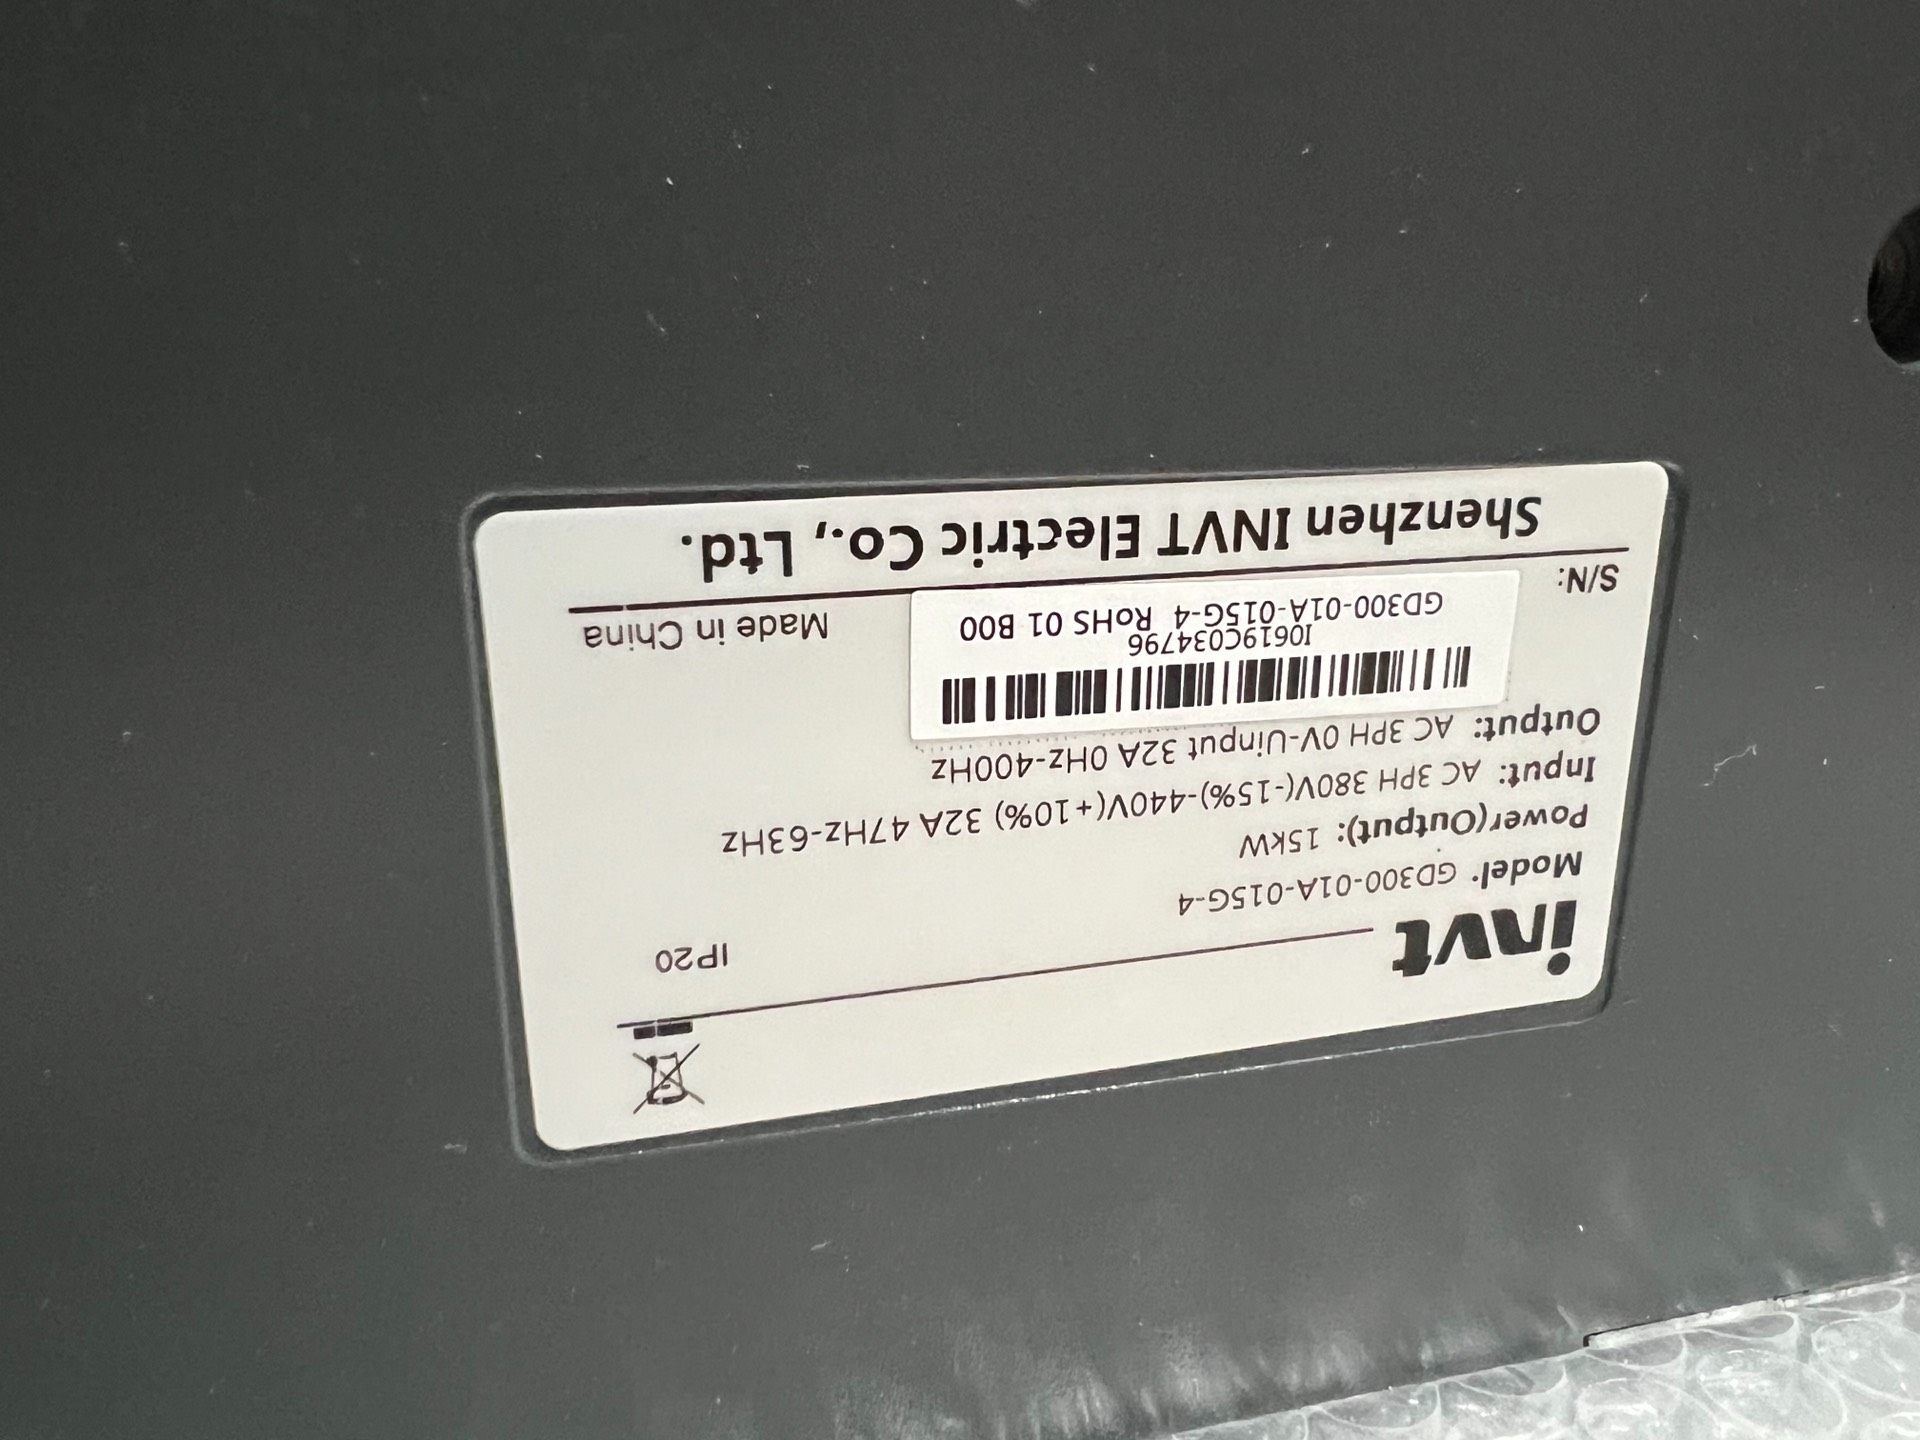 invt
IP20
Model: GD300-01A-015G-4
Power(Output): 15kW
Input: AC 3PH 380V(-15%)-440V(+10%) 32A 47Hz-63Hz
Output: AC 3PH 0V-Uinput 32A 0Hz-400Hz
S/N:
I0619C034796
GD300-01A-015G-4 RoHS 01 B00
Made in China
Shenzhen INVT Electric Co., Ltd.